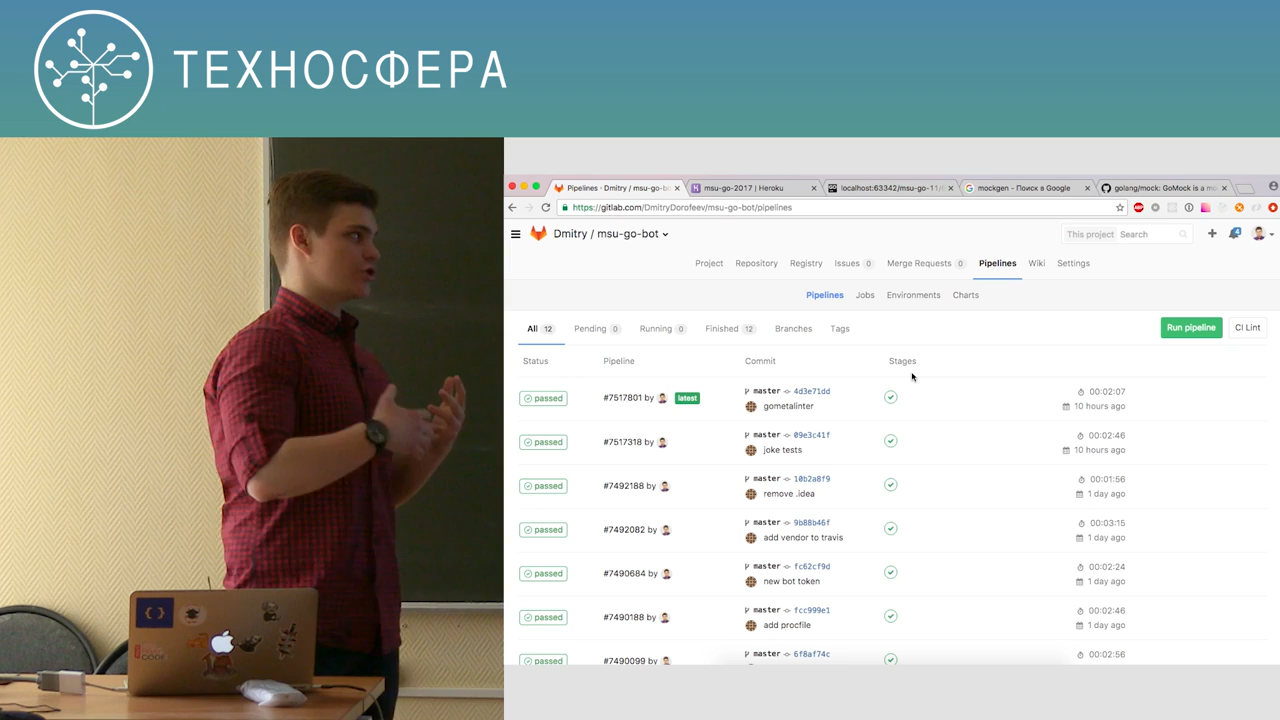 ТЕХНОСФЕРА
Pipelines · Dmitry / msu-go-bo
msu-go-2017 | Heroku
localhost:63342/msu-go-11/
mockgen - Поиск в Google
golang/mock: GoMock is a mo
https://gitlab.com/DmitryDorofeev/msu-go-bot/pipelines
Dmitry / msu-go-bot
This project Search
Project Repository Registry Issues 0 Merge Requests 0 Pipelines Wiki Settings
Pipelines Jobs Environments Charts
All 12 Pending 0 Running 0 Finished 12 Branches Tags Run pipeline CI Lint
Status Pipeline Commit Stages
passed #7517801 by latest master 4d3e71dd 00:02:07
gometalinter 10 hours ago
passed #7517318 by master 09e3c41f 00:02:46
joke tests 10 hours ago
passed #7492188 by master 10b2a8f9 00:01:56
remove .idea 1 day ago
passed #7492082 by master 9b88b46f 00:03:15
add vendor to travis 1 day ago
passed #7490684 by master fc62cf9d 00:02:24
new bot token 1 day ago
passed #7490188 by master fcc999e1 00:02:46
add procfile 1 day ago
passed #7490099 by master 6f8af74c 00:02:56